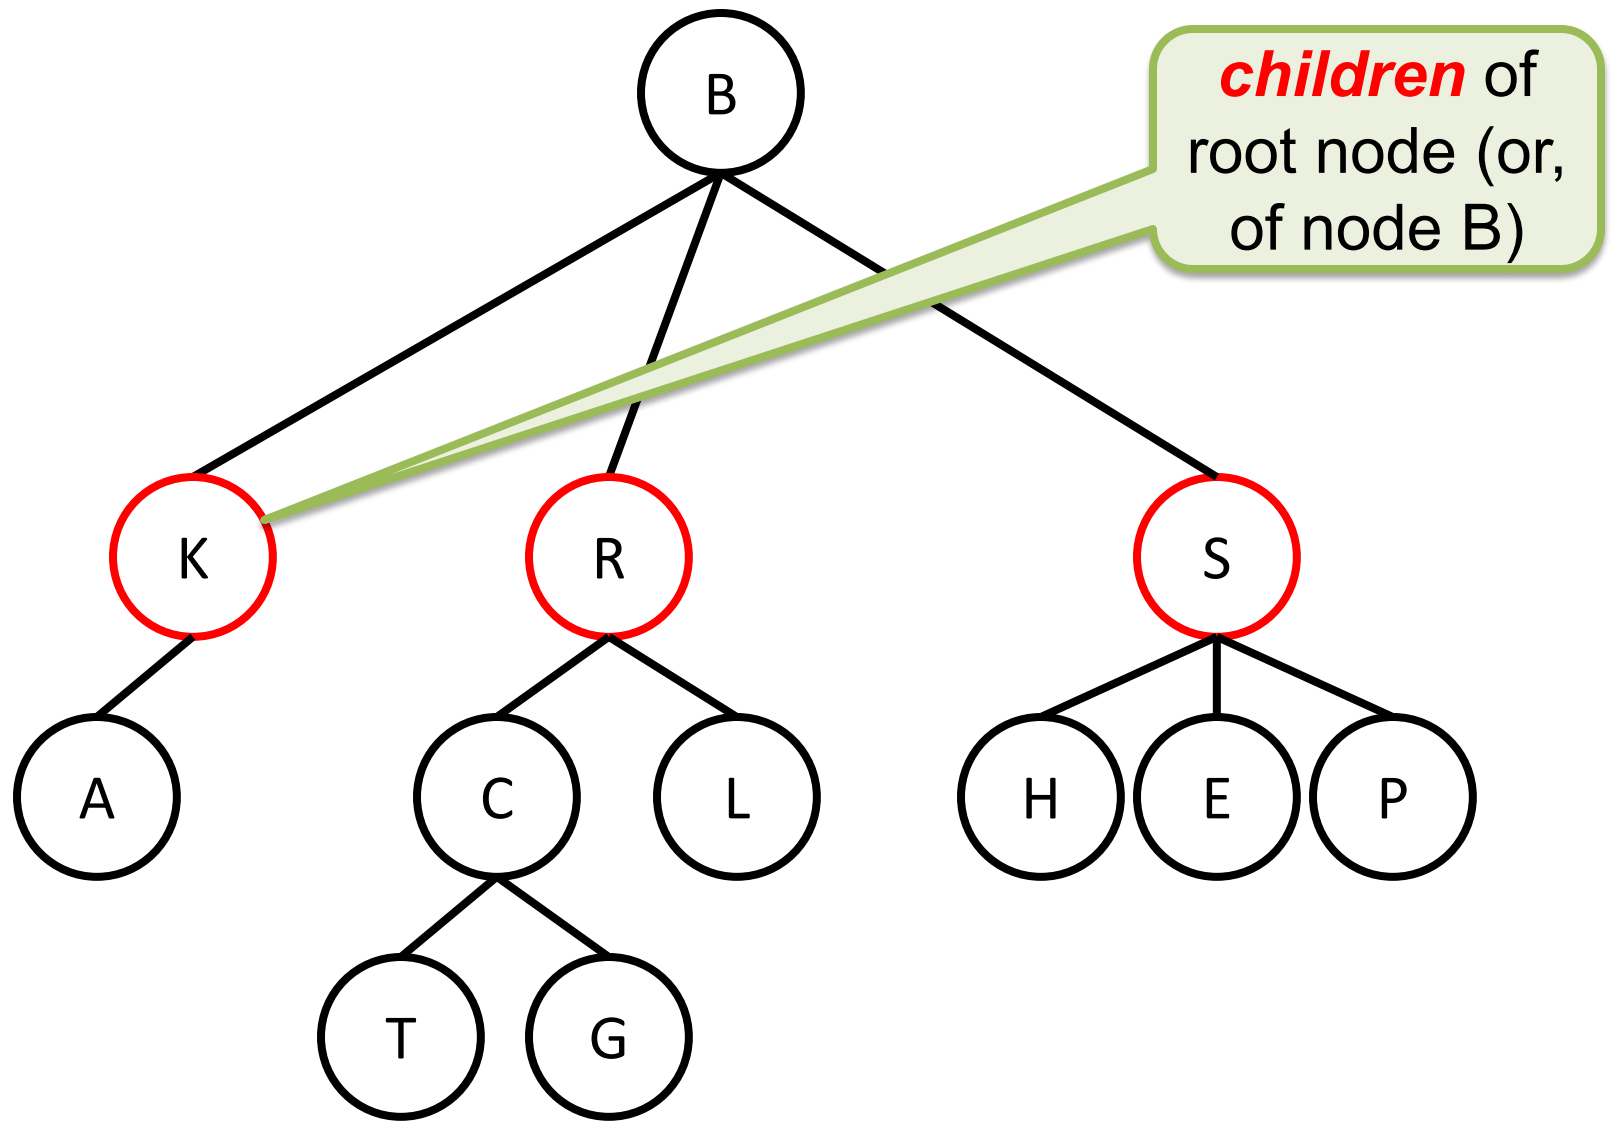 B
children of
root node (or,
of node B)
K
R
S
A
C
L
H
E
P
T
G